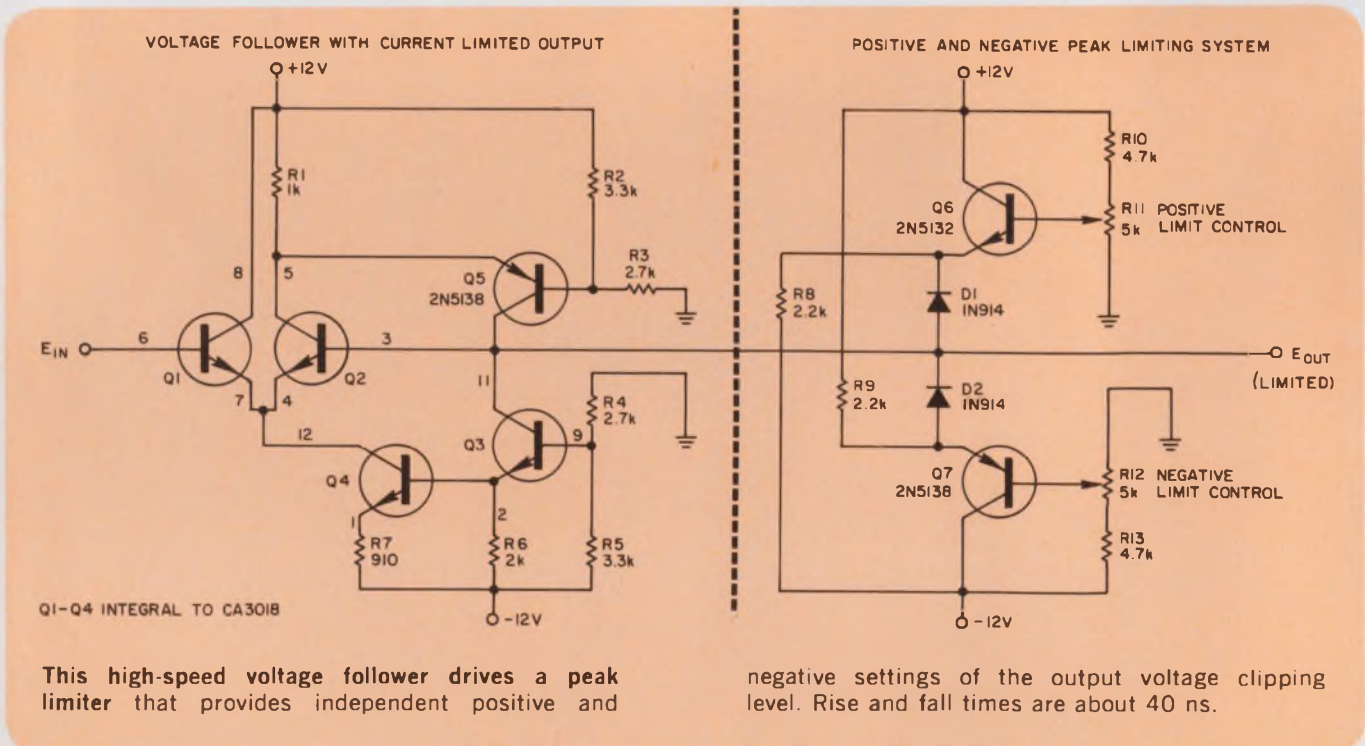 VOLTAGE FOLLOWER WITH CURRENT LIMITED OUTPUT
+12V
R1
1k
R2
3.3k
R3
2.7k
8
5
Q5
2N5138
EIN
6
3
Q1
Q2
7
4
11
R4
2.7k
12
Q3
9
Q4
1
2
R7
910
R6
2k
R5
3.3k
Q1-Q4 INTEGRAL TO CA3018
-12V
POSITIVE AND NEGATIVE PEAK LIMITING SYSTEM
+12V
R10
4.7k
Q6
2N5132
R11 POSITIVE
5k LIMIT CONTROL
R8
2.2k
D1
1N914
EOUT
(LIMITED)
R9
2.2k
D2
1N914
Q7
2N5138
R12 NEGATIVE
5k LIMIT CONTROL
R13
4.7k
-12V
This high-speed voltage follower drives a peak
limiter that provides independent positive and
negative settings of the output voltage clipping
level. Rise and fall times are about 40 ns.